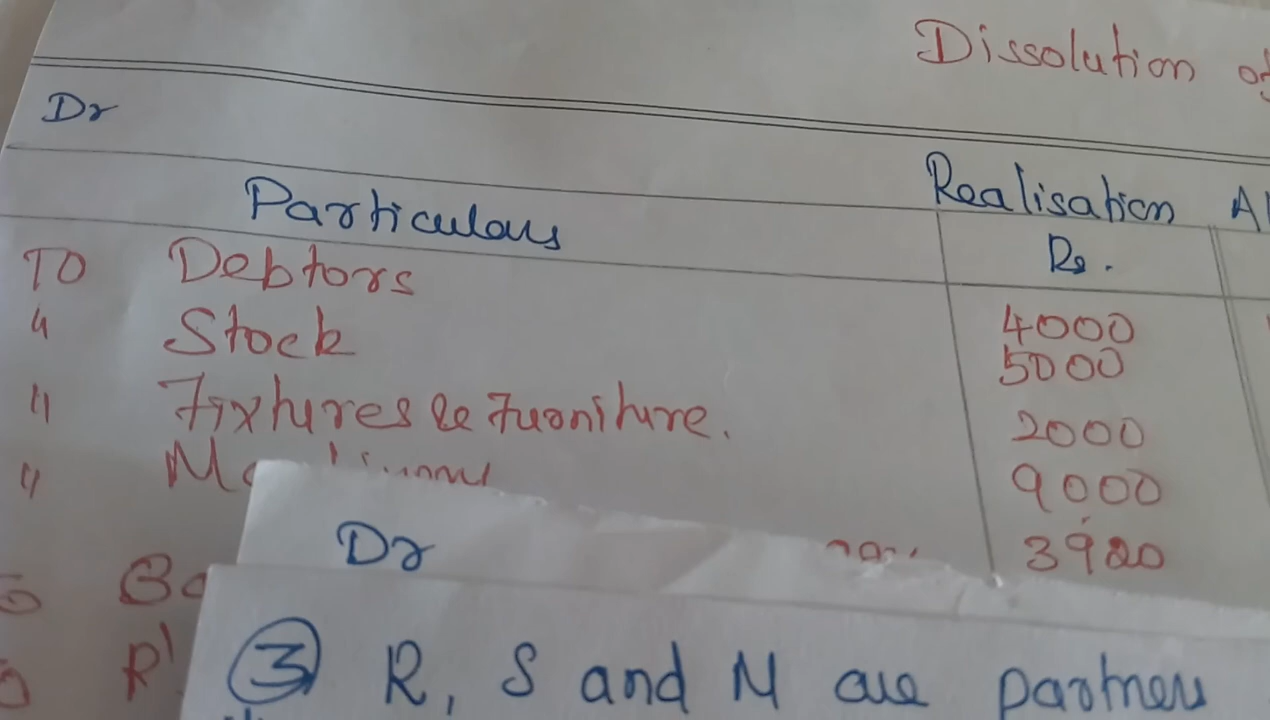 Dissolution of
Dr
Particulars Realisation
Rs.
TO Debtors 4000
" Stock 5000
" Fixtures & Furniture. 2000
" 9000
3920
Dr
3 R, S and M are partners